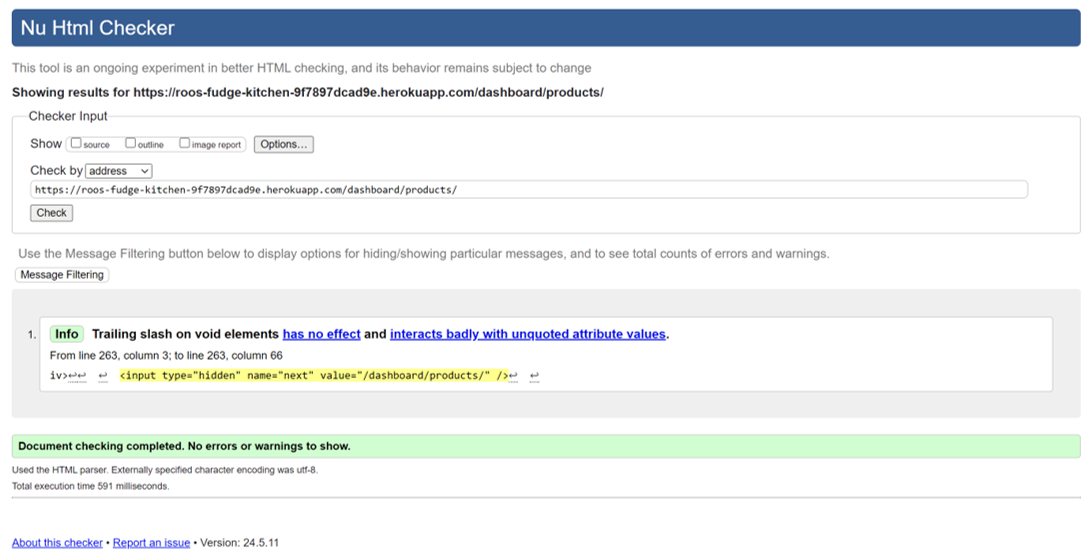 Nu Html Checker
This tool is an ongoing experiment in better HTML checking, and its behavior remains subject to change
Showing results for https://roos-fudge-kitchen-9f7897dcad9e.herokuapp.com/dashboard/products/
Checker Input
Show source outline image report Options...
Check by address
https://roos-fudge-kitchen-9f7897dcad9e.herokuapp.com/dashboard/products/
Check
Use the Message Filtering button below to display options for hiding/showing particular messages, and to see total counts of errors and warnings.
Message Filtering
1. Info Trailing slash on void elements has no effect and interacts badly with unquoted attribute values.
From line 263, column 3; to line 263, column 66
iv>↩↩ ↩ <input type="hidden" name="next" value="/dashboard/products/" />↩ ↩
Document checking completed. No errors or warnings to show.
Used the HTML parser. Externally specified character encoding was utf-8.
Total execution time 591 milliseconds.
About this checker • Report an issue • Version: 24.5.11